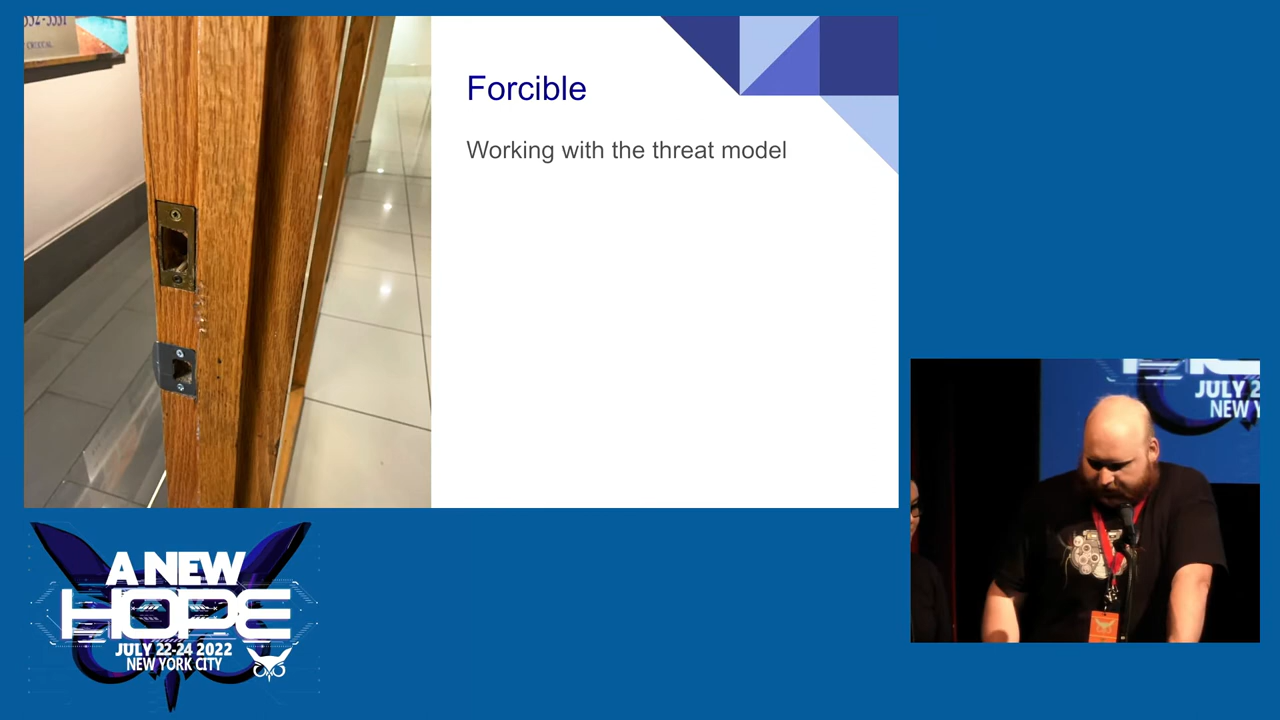 Forcible
Working with the threat model
JULY 2
NEW Y
A NEW
HOPE
JULY 22-24 2022
NEW YORK CITY